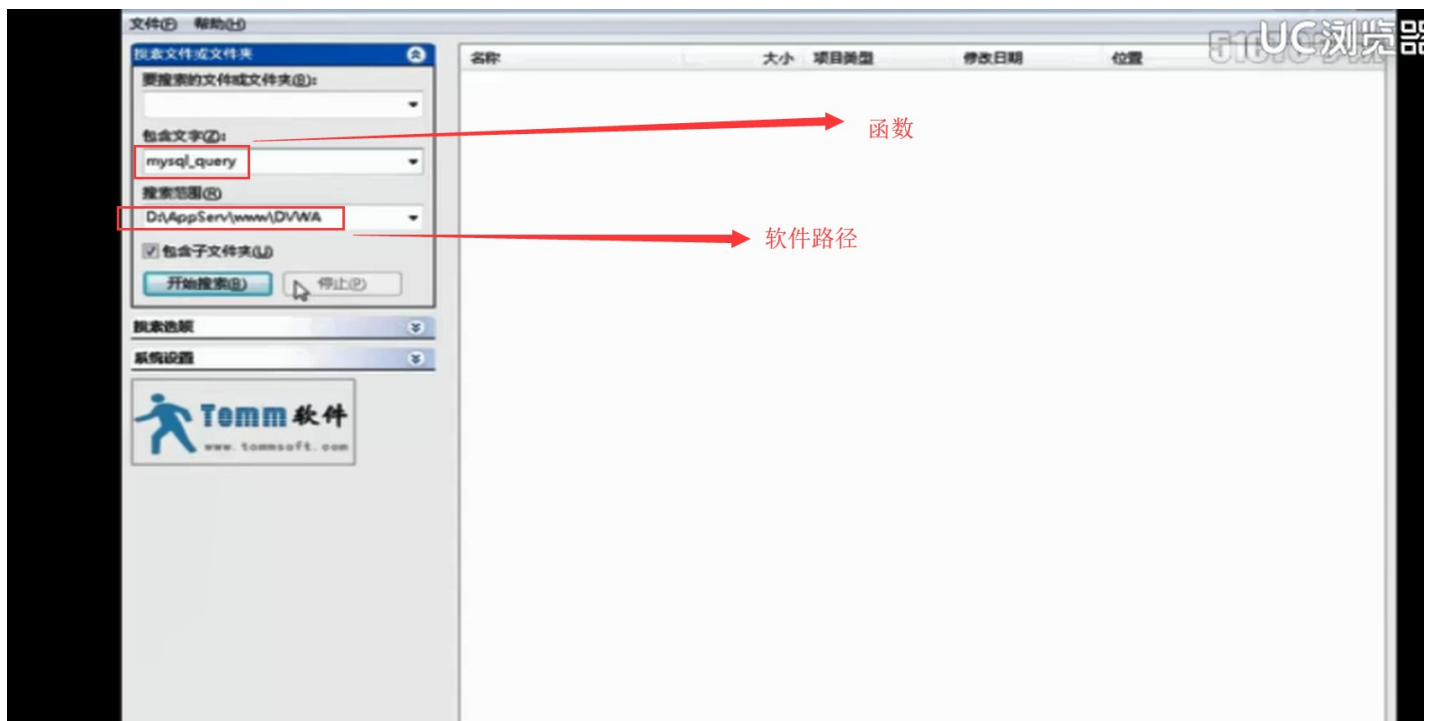 文件(F) 帮助(H)
搜索文件或文件夹
要搜索的文件或文件夹(B):
包含文字(Z):
mysql_query
搜索范围(R)
D:\AppServ\www\DVWA
包含子文件夹(U)
开始搜索(B) 停止(P)
搜索选项
系统设置
Tomm软件
www.tommsoft.com
名称 大小 项目类型 修改日期 位置
UC浏览器
函数
软件路径